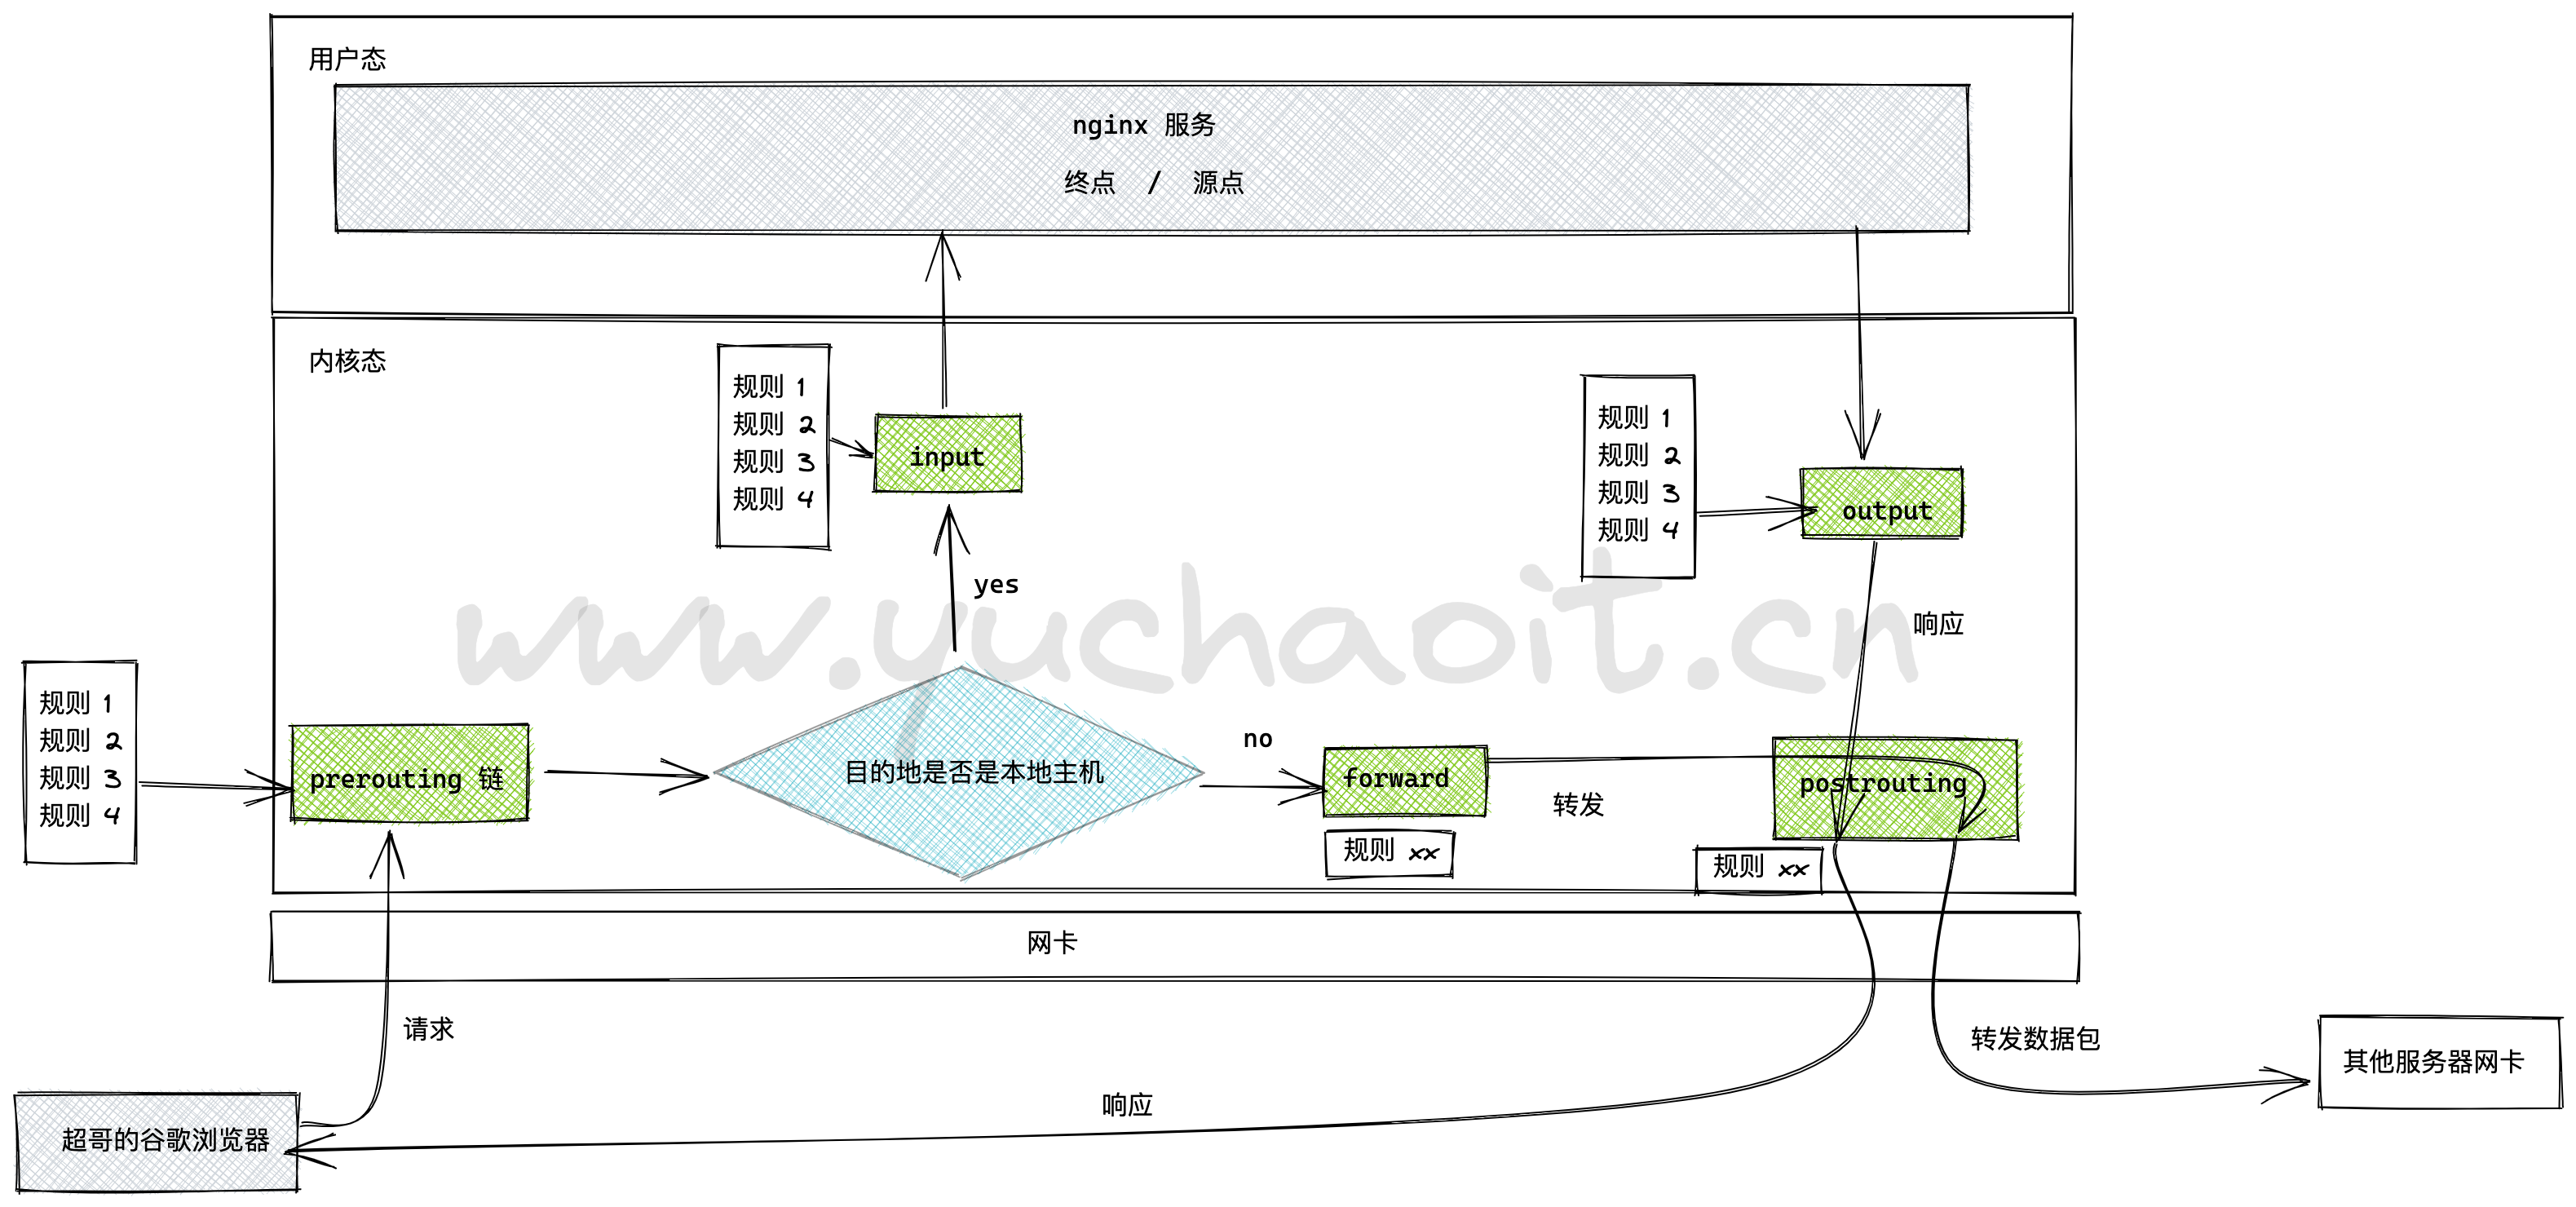 用户态
nginx 服务
终点 / 源点
内核态
规则 1
规则 2
规则 3
规则 4
input
规则 1
规则 2
规则 3
规则 4
output
yes
响应
www.yuchaoit.cn
规则 1
规则 2
规则 3
规则 4
prerouting 链
目的地是否是本地主机
no
forward
转发
postrouting
规则 xx
规则 xx
网卡
请求
转发数据包
其他服务器网卡
响应
超哥的谷歌浏览器